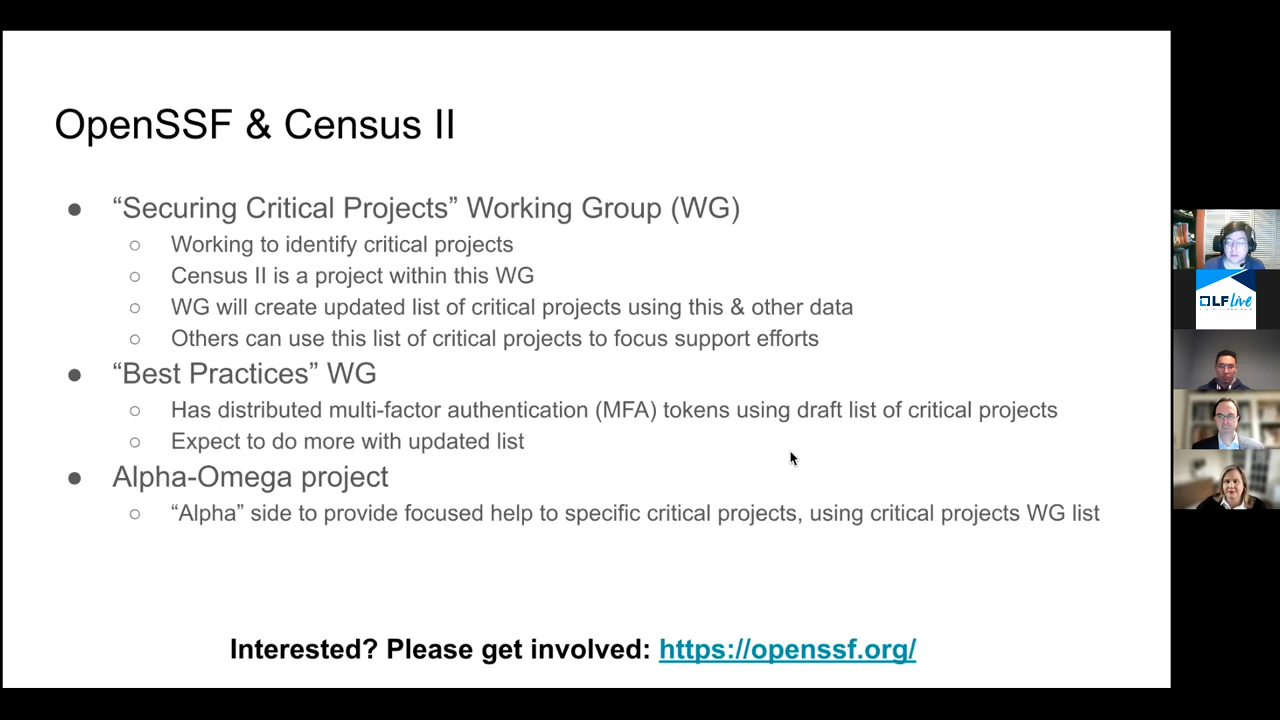 OpenSSF & Census II
● “Securing Critical Projects” Working Group (WG)
○ Working to identify critical projects
○ Census II is a project within this WG
○ WG will create updated list of critical projects using this & other data
○ Others can use this list of critical projects to focus support efforts
● “Best Practices” WG
○ Has distributed multi-factor authentication (MFA) tokens using draft list of critical projects
○ Expect to do more with updated list
● Alpha-Omega project
○ “Alpha” side to provide focused help to specific critical projects, using critical projects WG list
Interested? Please get involved: https://openssf.org/
LF Live